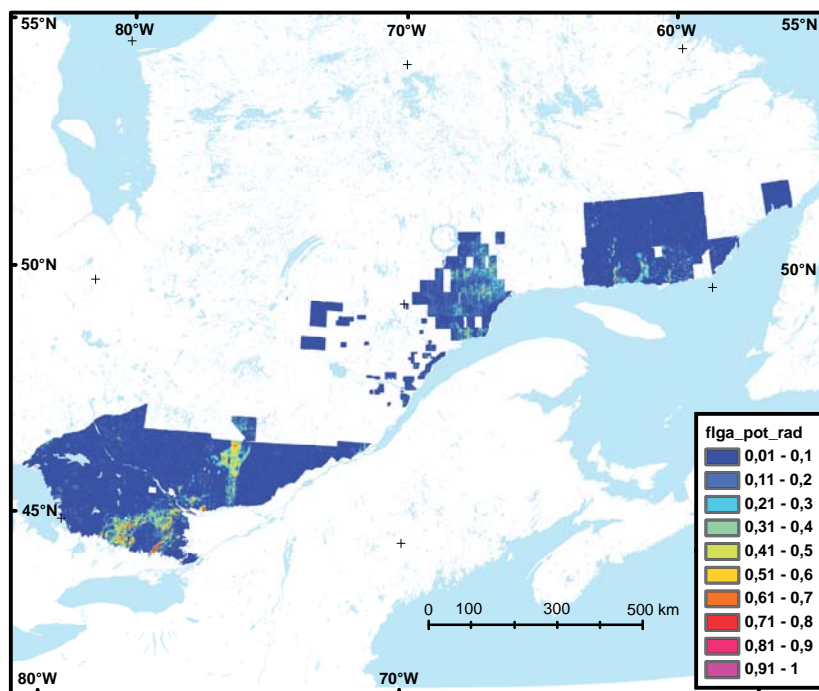 55°N 80°W 70°W 60°W 55°N
50°N 50°N
45°N
flga_pot_rad
0,01 - 0,1
0,11 - 0,2
0,21 - 0,3
0,31 - 0,4
0,41 - 0,5
0,51 - 0,6
0,61 - 0,7
0,71 - 0,8
0,81 - 0,9
0,91 - 1
0 100 300 500 km
80°W 70°W